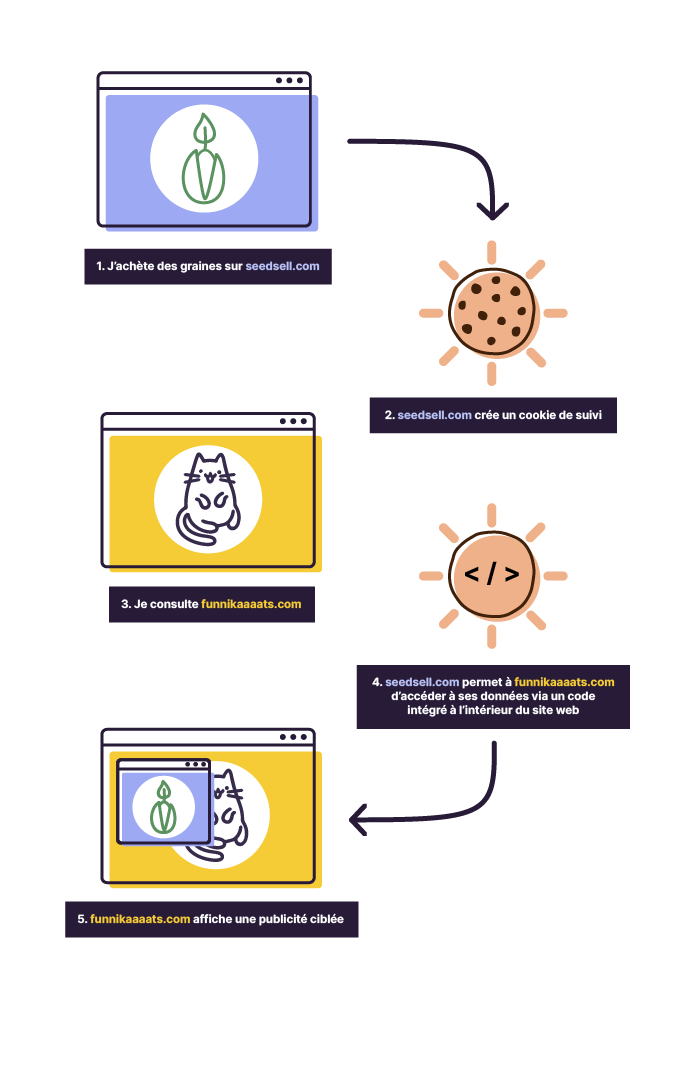 1. J’achète des graines sur seedsell.com
2. seedsell.com crée un cookie de suivi
3. Je consulte funnikaaaats.com
< / >
4. seedsell.com permet à funnikaaaats.com
d’accéder à ses données via un code
intégré à l’intérieur du site web
5. funnikaaaats.com affiche une publicité ciblée